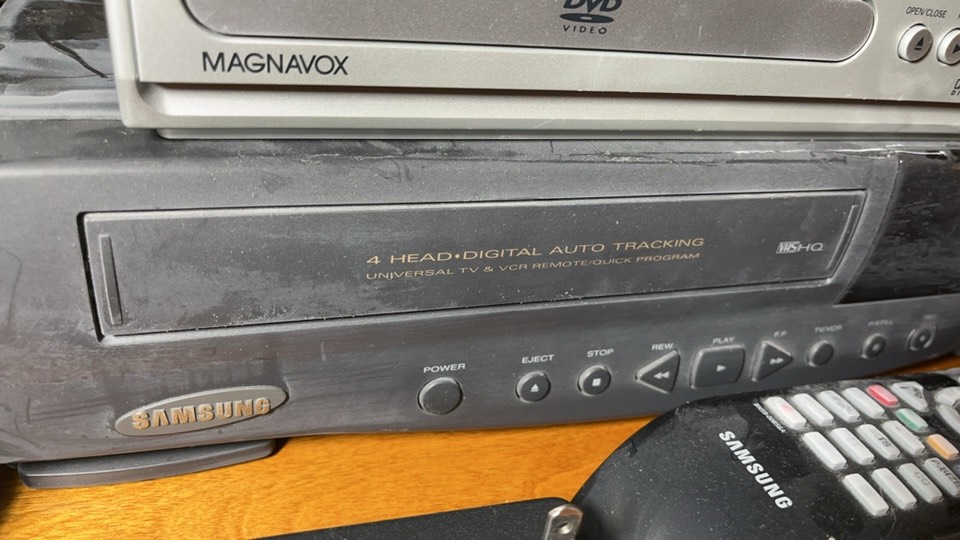 DVD
VIDEO
OPEN/CLOSE
MAGNAVOX
4 HEAD•DIGITAL AUTO TRACKING
UNIVERSAL TV & VCR REMOTE/QUICK PROGRAM
VHS HQ
POWER
EJECT
STOP
REW
PLAY
F.F
TV/VCR
SAMSUNG
SAMSUNG